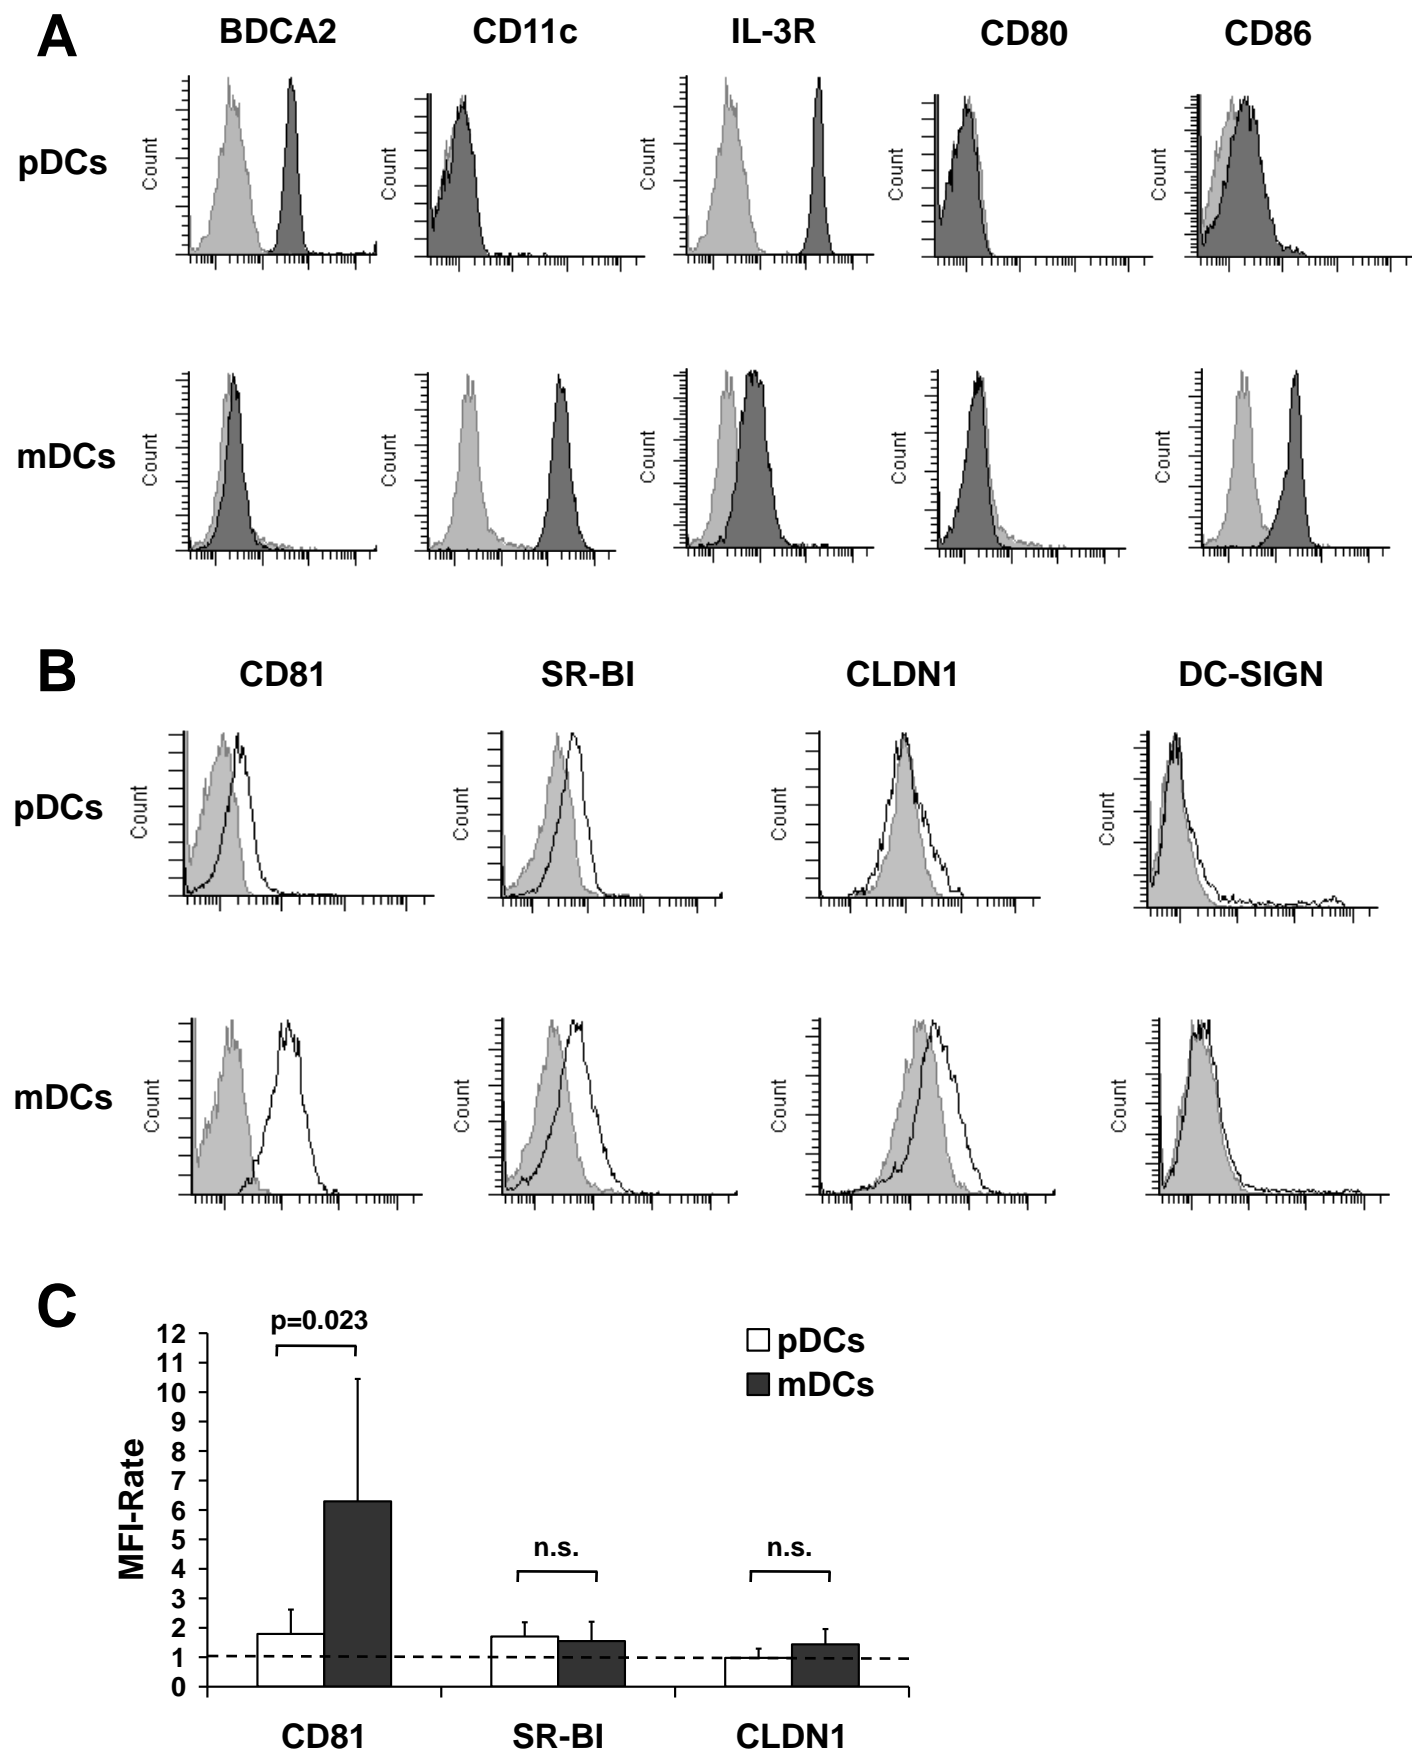 A
BDCA2 CD11c IL-3R CD80 CD86
pDCs
Count Count Count Count Count
mDCs
Count Count Count Count Count
B
CD81 SR-BI CLDN1 DC-SIGN
pDCs
Count Count Count Count
mDCs
Count Count Count Count
C
p=0.023
pDCs
mDCs
n.s. n.s.
MFI-Rate
12
11
10
9
8
7
6
5
4
3
2
1
0
CD81 SR-BI CLDN1